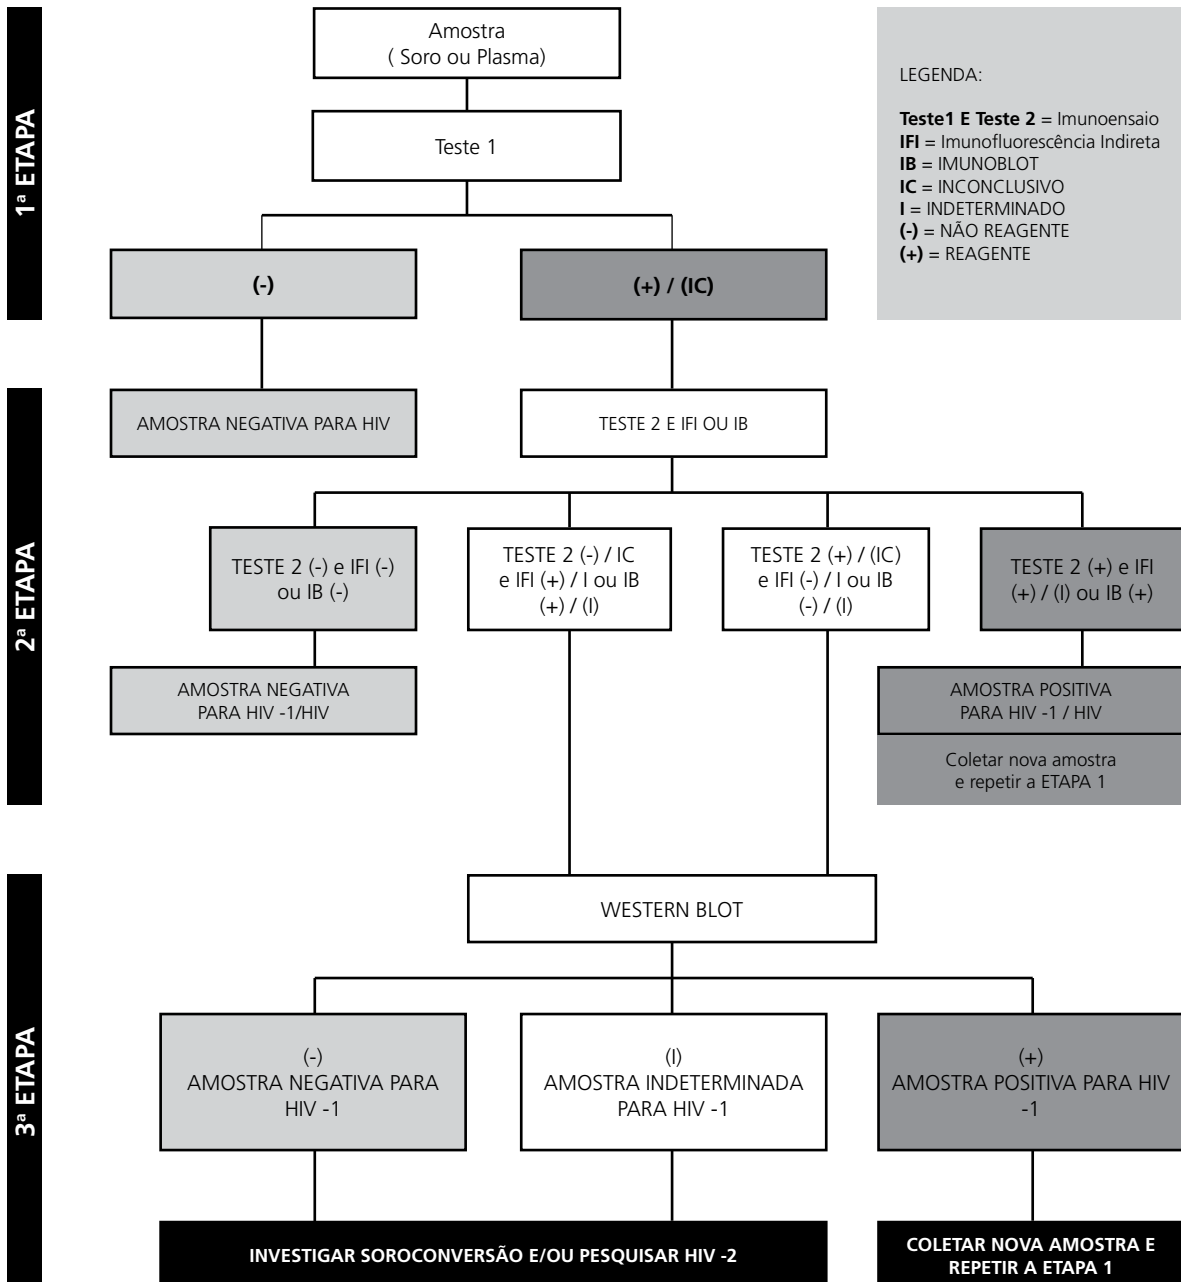 1ª ETAPA
Amostra
( Soro ou Plasma)
Teste 1
(-)
(+) / (IC)
LEGENDA:
Teste1 E Teste 2 = Imunoensaio
IFI = Imunofluorescência Indireta
IB = IMUNOBLOT
IC = INCONCLUSIVO
I = INDETERMINADO
(-) = NÃO REAGENTE
(+) = REAGENTE
2ª ETAPA
AMOSTRA NEGATIVA PARA HIV
TESTE 2 E IFI OU IB
TESTE 2 (-) e IFI (-)
ou IB (-)
TESTE 2 (-) / IC
e IFI (+) / I ou IB
(+) / (I)
TESTE 2 (+) / (IC)
e IFI (-) / I ou IB
(-) / (I)
TESTE 2 (+) e IFI
(+) / (I) ou IB (+)
AMOSTRA NEGATIVA
PARA HIV -1/HIV
AMOSTRA POSITIVA
PARA HIV -1 / HIV
Coletar nova amostra
e repetir a ETAPA 1
3ª ETAPA
WESTERN BLOT
(-)
AMOSTRA NEGATIVA PARA
HIV -1
(I)
AMOSTRA INDETERMINADA
PARA HIV -1
(+)
AMOSTRA POSITIVA PARA HIV
-1
INVESTIGAR SOROCONVERSÃO E/OU PESQUISAR HIV -2
COLETAR NOVA AMOSTRA E
REPETIR A ETAPA 1